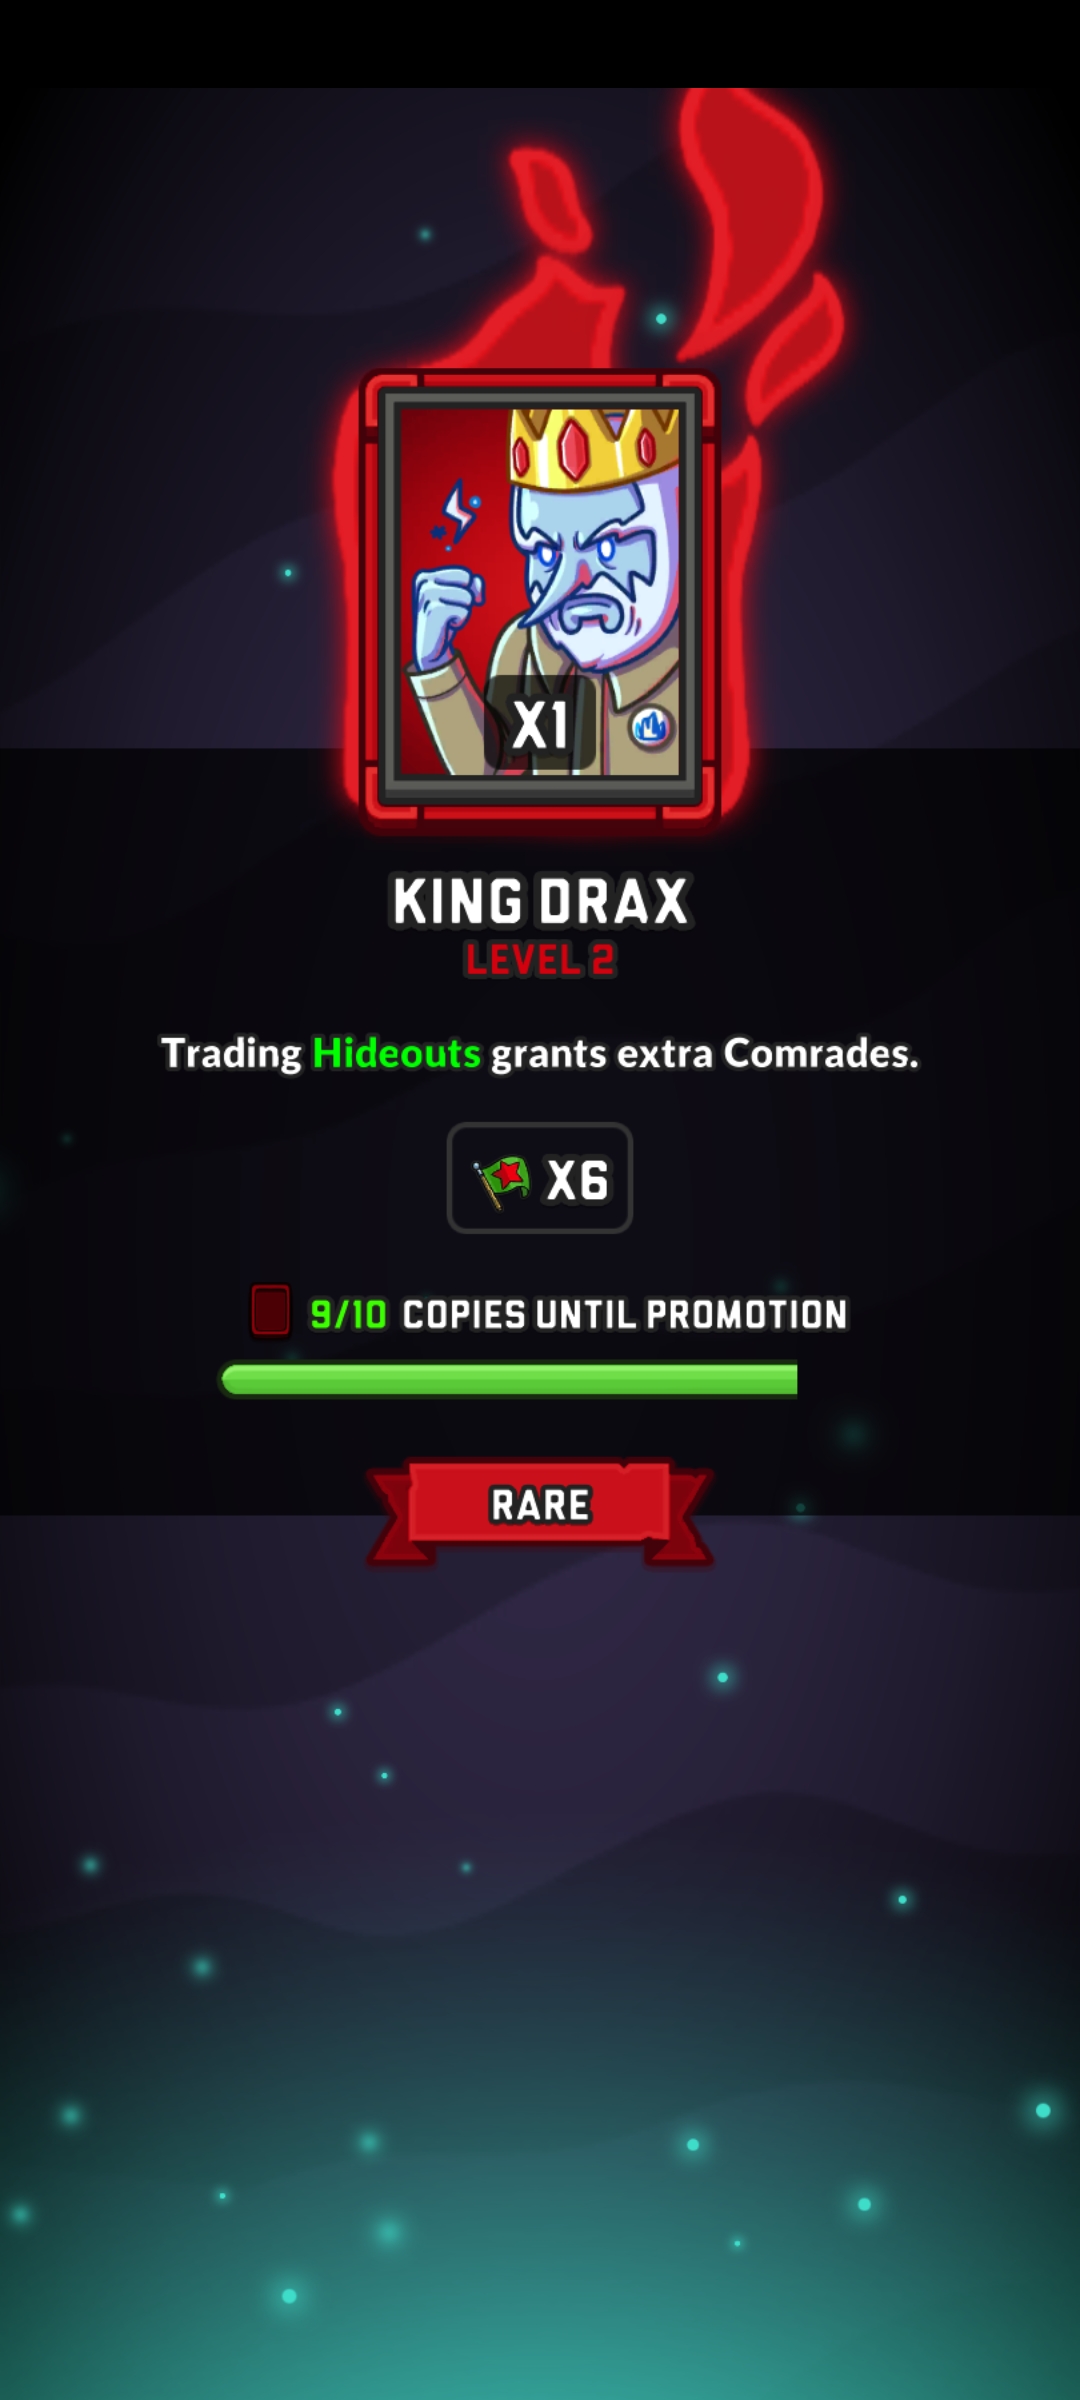 X1
KING DRAX
LEVEL 2
Trading Hideouts grants extra Comrades.
X6
9/10 COPIES UNTIL PROMOTION
RARE